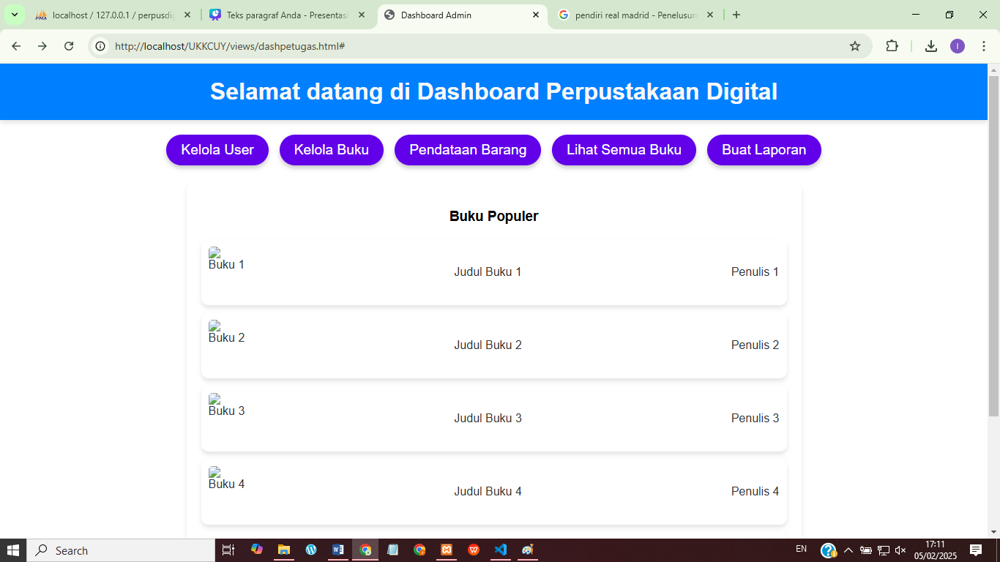 localhost / 127.0.0.1 / perpusdig
Teks paragraf Anda - Presentasi
Dashboard Admin
pendiri real madrid - Penelusura
http://localhost/UKKCUY/views/dashpetugas.html#
I
Selamat datang di Dashboard Perpustakaan Digital
Kelola User
Kelola Buku
Pendataan Barang
Lihat Semua Buku
Buat Laporan
Buku Populer
Buku 1
Judul Buku 1
Penulis 1
Buku 2
Judul Buku 2
Penulis 2
Buku 3
Judul Buku 3
Penulis 3
Buku 4
Judul Buku 4
Penulis 4
Search
EN
17:11
05/02/2025